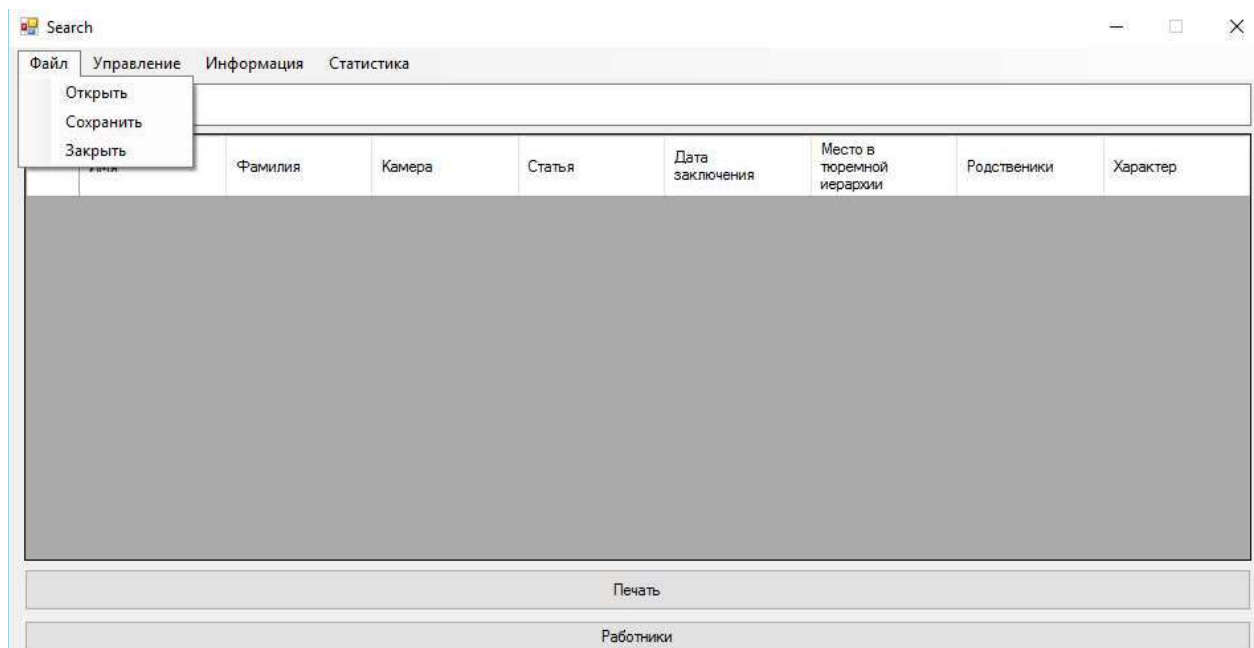 Search
Файл Управление Информация Статистика
Открыть
Сохранить
Закрыть
Имя Фамилия Камера Статья Дата заключения Место в тюремной иерархии Родственики Характер
Печать
Работники